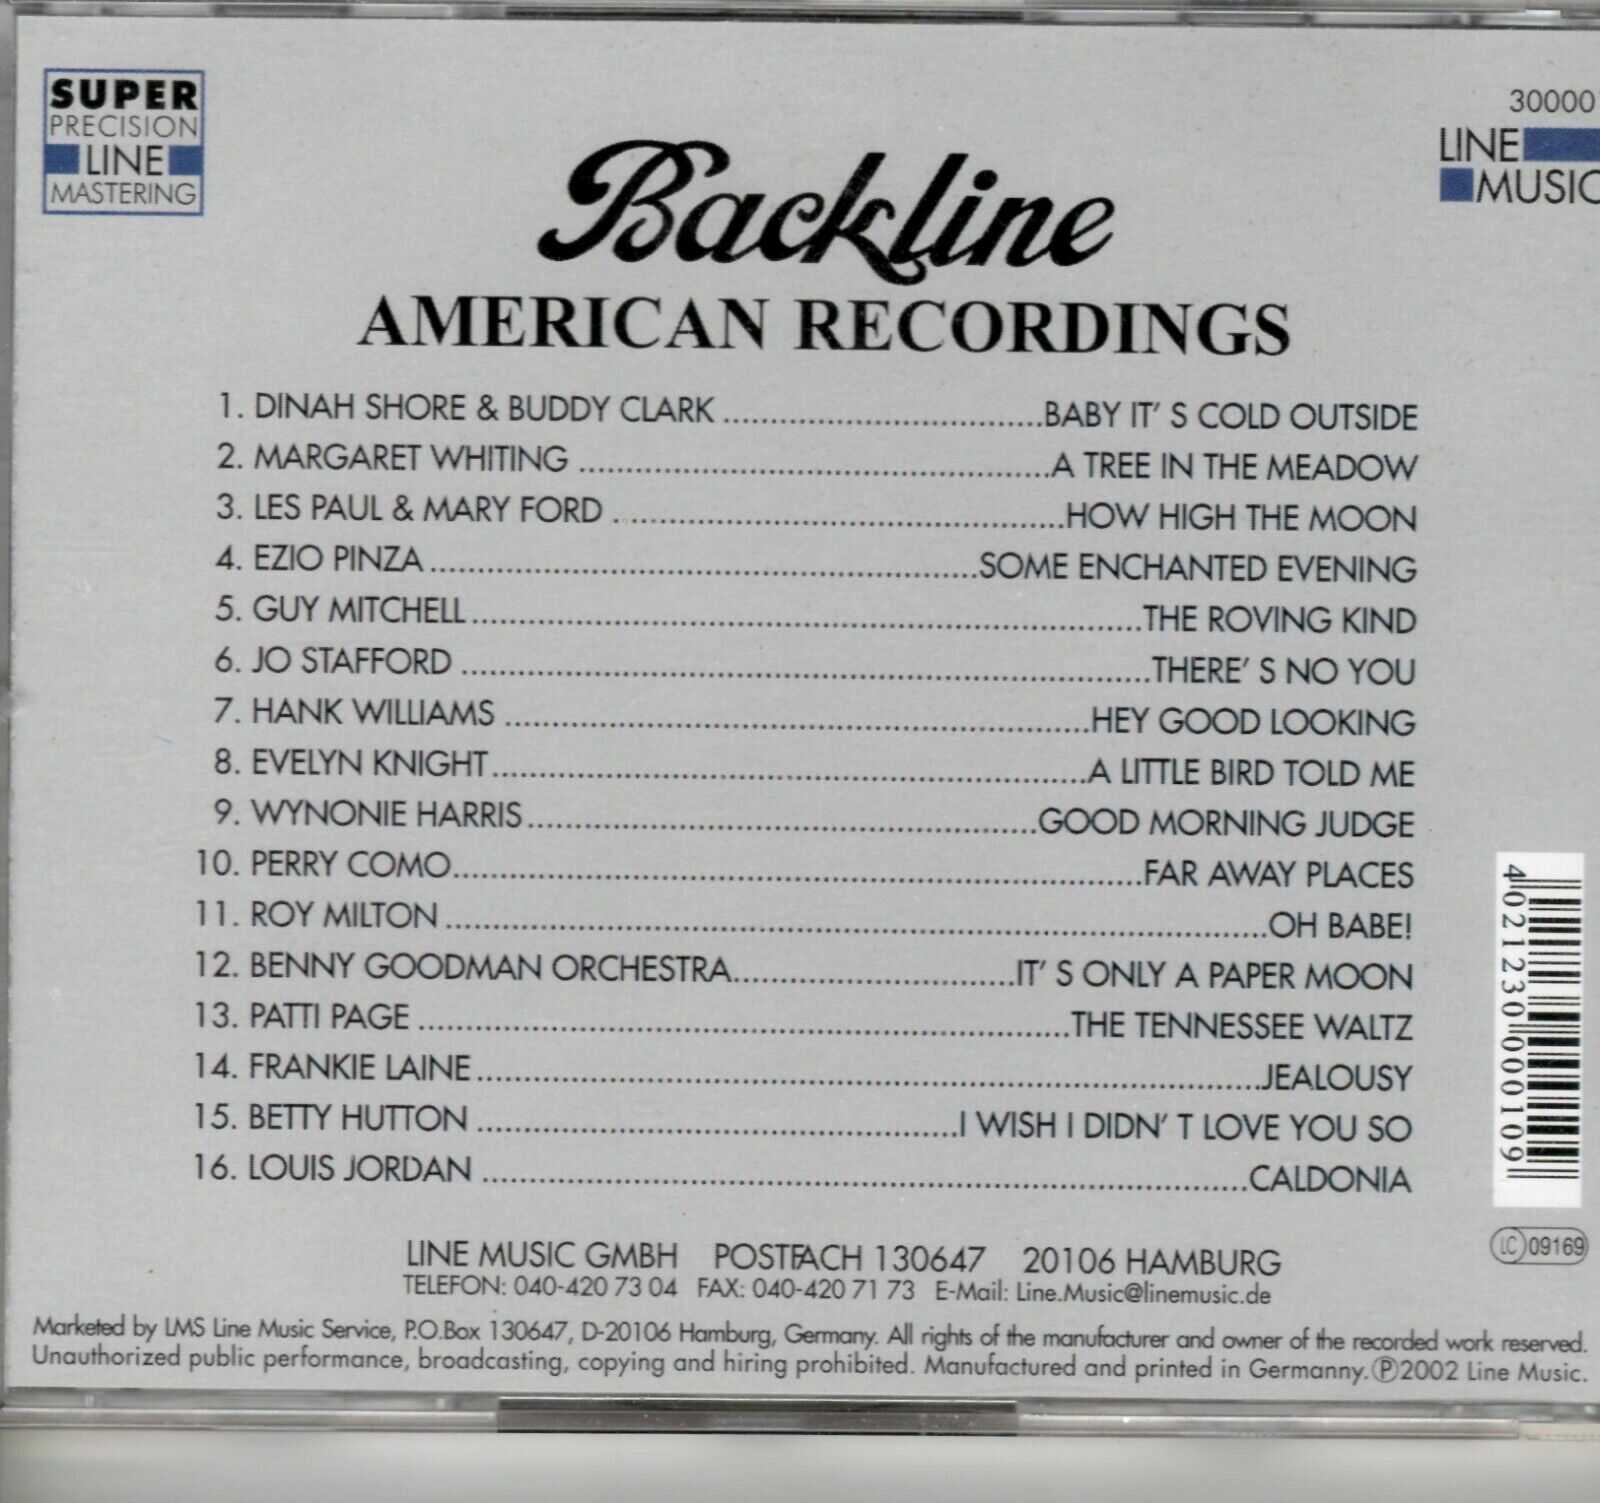 SUPER
PRECISION
LINE
MASTERING
30000
LINE
MUSIC
Backline
AMERICAN RECORDINGS
1. DINAH SHORE & BUDDY CLARK ..................................BABY IT' S COLD OUTSIDE
2. MARGARET WHITING ..................................................A TREE IN THE MEADOW
3. LES PAUL & MARY FORD . ...............................................HOW HIGH THE MOON
4. EZIO PINZA..........................................................SOME ENCHANTED EVENING
5. GUY MITCHELL.......................................................................THE ROVING KIND
6. JO STAFFORD .........................................................................THERE' S NO YOU
7. HANK WILLIAMS ..............................................................HEY GOOD LOOKING
8. EVELYN KNIGHT...............................................................A LITTLE BIRD TOLD ME
9. WYNONIE HARRIS......................................................GOOD MORNING JUDGE
10. PERRY COMO.........................................................................FAR AWAY PLACES
11. ROY MILTON .......................................................................................OH BABE!
12. BENNY GOODMAN ORCHESTRA..............................IT' S ONLY A PAPER MOON
13. PATTI PAGE .....................................................................THE TENNESSEE WALTZ
14. FRANKIE LAINE...................................................................................JEALOUSY
15. BETTY HUTTON ...................................................I WISH I DIDN' T LOVE YOU SO
16. LOUIS JORDAN .................................................................................CALDONIA
4 021230 000109
LC 09169
LINE MUSIC GMBH POSTFACH 130647 20106 HAMBURG
TELEFON: 040-420 73 04 FAX: 040-420 71 73 E-Mail: Line.Music@linemusic.de
Marketed by LMS Line Music Service, P.O.Box 130647, D-20106 Hamburg, Germany. All rights of the manufacturer and owner of the recorded work reserved.
Unauthorized public performance, broadcasting, copying and hiring prohibited. Manufactured and printed in Germanny.Ⓟ2002 Line Music.